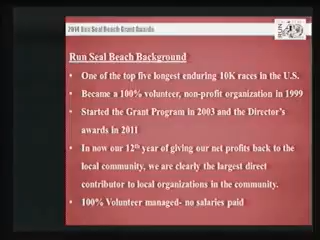 2014 Run Seal Beach-Grant Awards
RUN
Run Seal Beach Background
• One of the top five longest enduring 10K races in the U.S.
• Became a 100% volunteer, non-profit organization in 1999
• Started the Grant Program in 2003 and the Director's
awards in 2011
• In now our 12th year of giving our net profits back to the
local community, we are clearly the largest direct
contributor to local organizations in the community.
• 100% Volunteer managed- no salaries paid